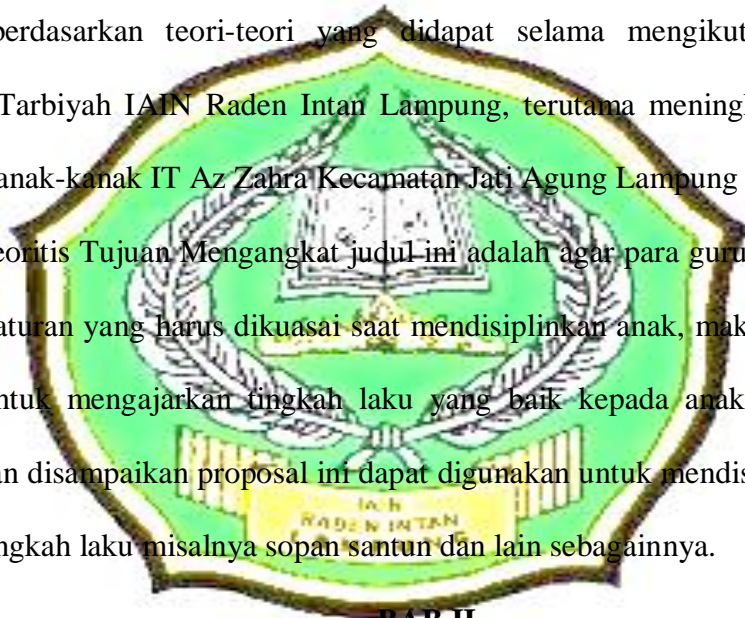 berdasarkan teori-teori yang didapat selama mengikut
Tarbiyah IAIN Raden Intan Lampung, terutama mening
anak-kanak IT Az Zahra Kecamatan Jati Agung Lampung
eoritis Tujuan Mengangkat judul ini adalah agar para guru
aturan yang harus dikuasai saat mendisiplinkan anak, mak
ntuk mengajarkan tingkah laku yang baik kepada anak
an disampaikan proposal ini dapat digunakan untuk mendis
IAIN
RADEN INTAN
ngkah laku misalnya sopan santun dan lain sebagainnya.
BAB II